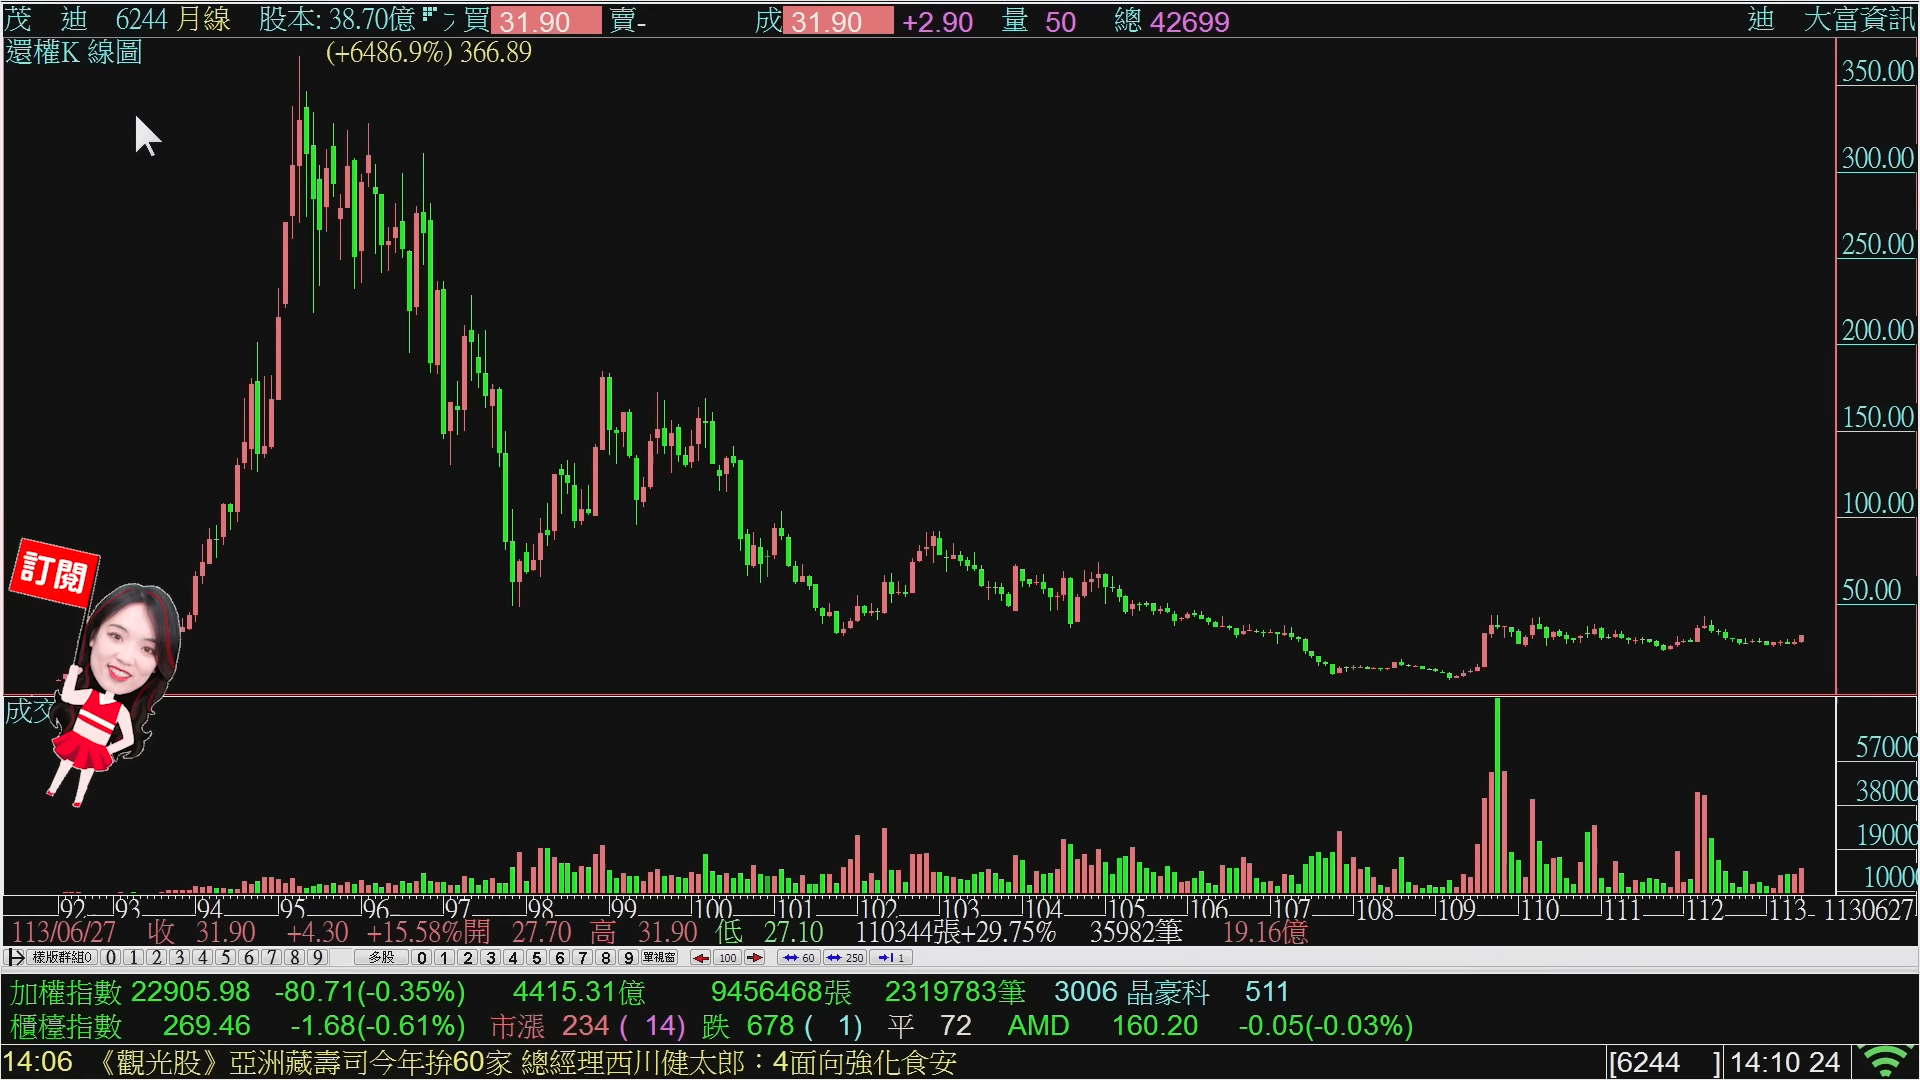 茂 迪 6244 月線 股本: 38.70億 買 31.90 賣- 成 31.90 +2.90 量 50 總 42699 迪 大富資訊
還權K 線圖 (+6486.9%) 366.89
350.00
300.00
250.00
200.00
150.00
100.00
50.00
訂閱
成交
57000
38000
19000
1000
92 93 94 95 96 97 98 99 100 101 102 103 104 105 106 107 108 109 110 111 112 113 1130627
113/06/27 收 31.90 +4.30 +15.58% 開 27.70 高 31.90 低 27.10 110344張+29.75% 35982筆 19.16億
樣版群組0 0 1 2 3 4 5 6 7 8 9 多股 0 1 2 3 4 5 6 7 8 9 單視窗 100 60 250 1
加權指數 22905.98 -80.71(-0.35%) 4415.31億 9456468張 2319783筆 3006 晶豪科 511
櫃檯指數 269.46 -1.68(-0.61%) 市漲 234 ( 14) 跌 678 ( 1) 平 72 AMD 160.20 -0.05(-0.03%)
14:06 《觀光股》亞洲藏壽司今年拚60家 總經理西川健太郎：4面向強化食安 [6244 ] 14:10 24